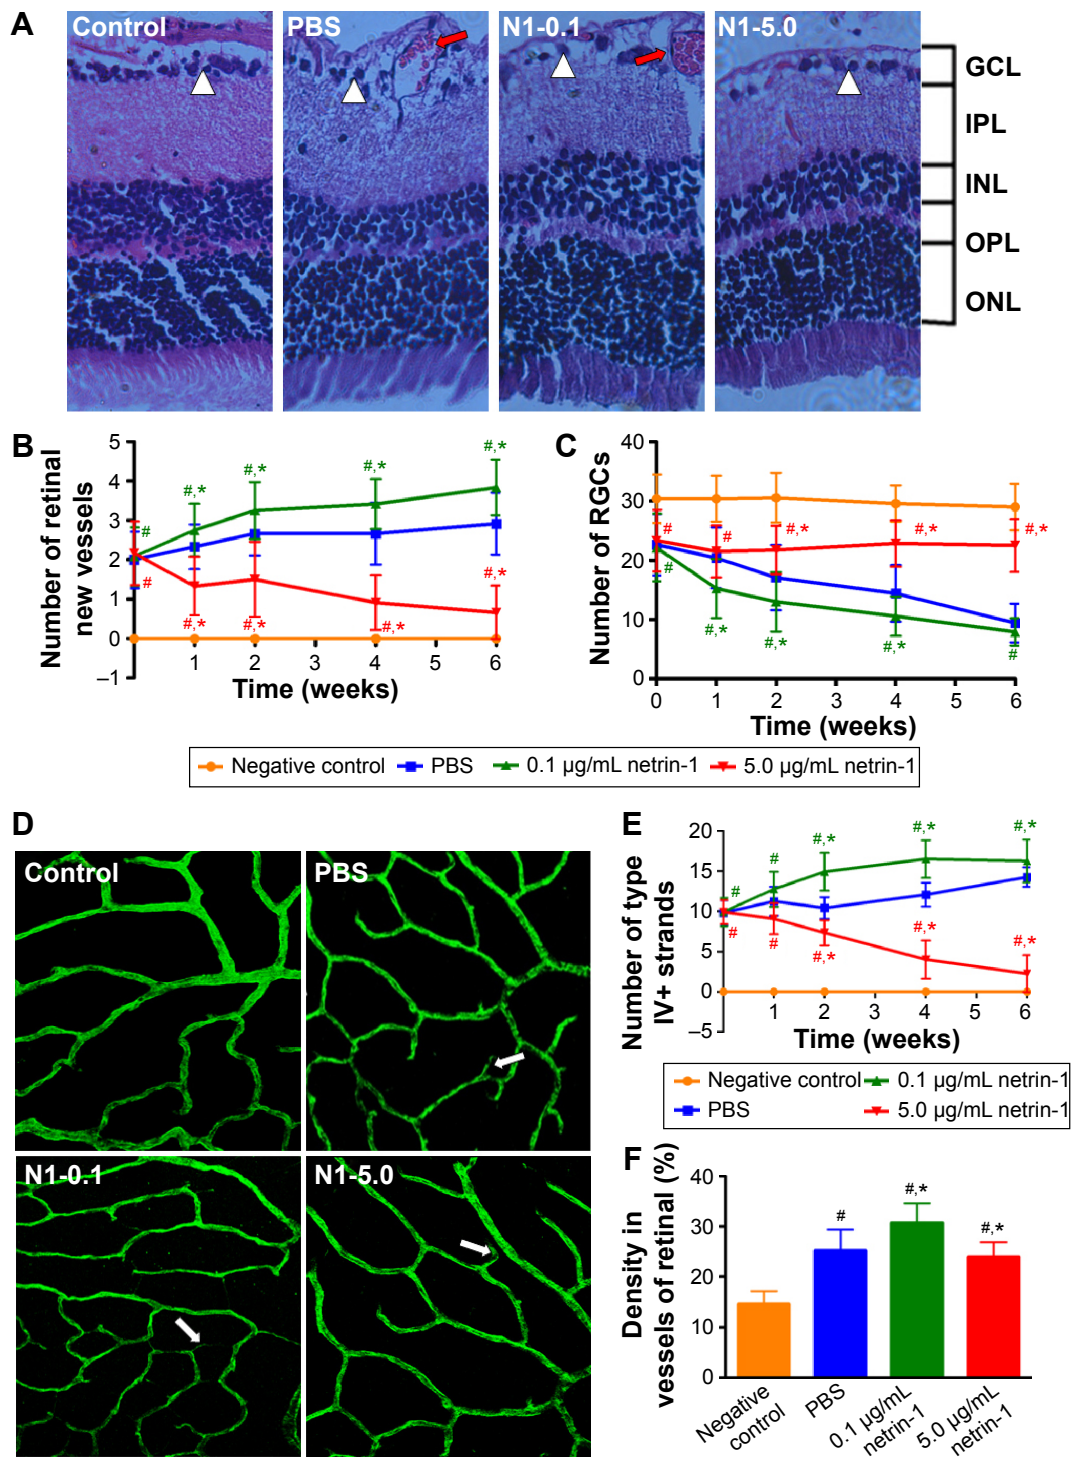 A
Control
PBS
N1-0.1
N1-5.0
GCL
IPL
INL
OPL
ONL
B
Number of retinal
new vessels
5
4
3
2
1
0
–1
1
2
3
4
5
6
Time (weeks)
#,*
#,*
#,*
#,*
#
#
#,*
#,*
#,*
#,*
C
Number of RGCs
40
30
20
10
0
0
1
2
3
4
5
6
Time (weeks)
#
#
#,*
#,*
#,*
#
#,*
#,*
#,*
#
Negative control
PBS
0.1 µg/mL netrin-1
5.0 µg/mL netrin-1
D
Control
PBS
N1-0.1
N1-5.0
E
Number of type
IV+ strands
20
15
10
5
0
–5
1
2
3
4
5
6
Time (weeks)
#
#
#,*
#,*
#,*
#
#
#,*
#,*
#,*
Negative control
0.1 µg/mL netrin-1
PBS
5.0 µg/mL netrin-1
F
Density in
vessels of retinal (%)
40
30
20
10
0
#
#,*
#,*
Negative
control
PBS
0.1 µg/mL
netrin-1
5.0 µg/mL
netrin-1